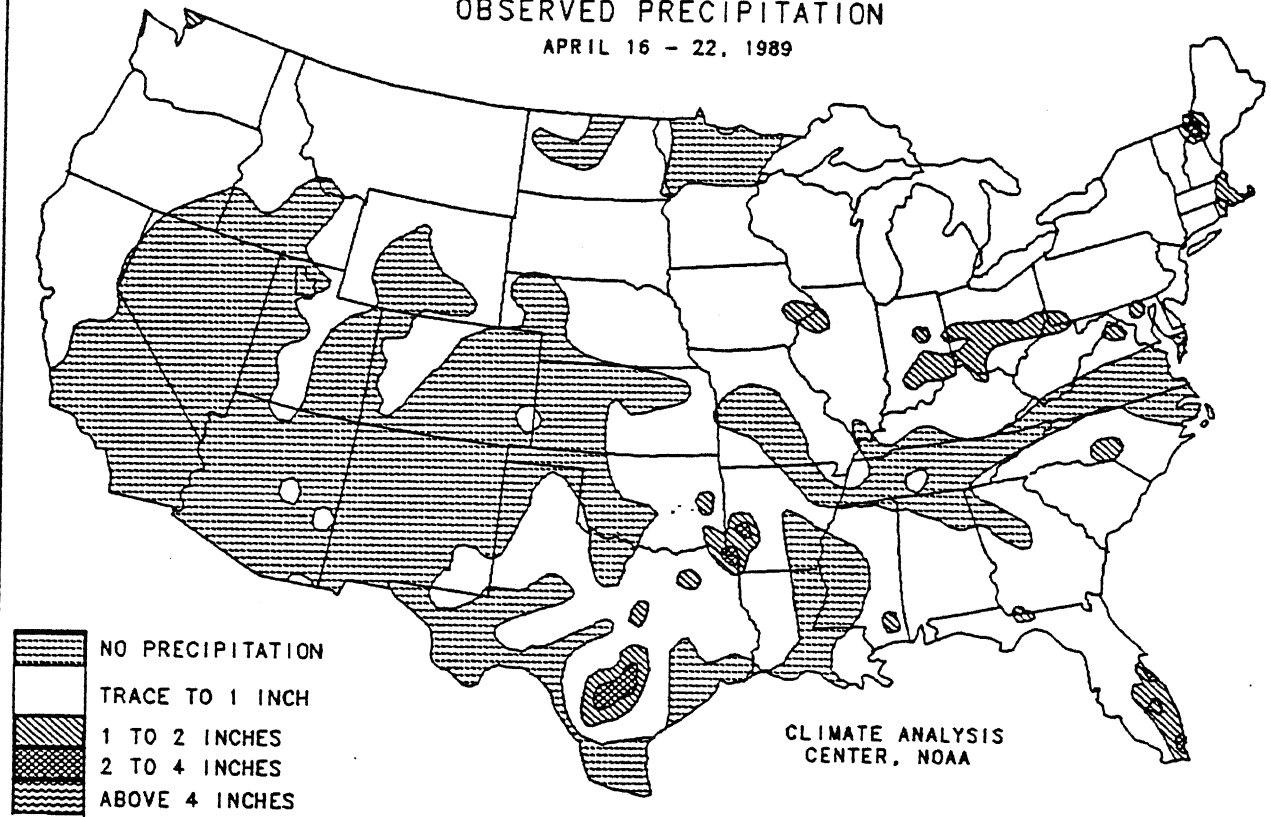 OBSERVED PRECIPITATION
APRIL 16 - 22, 1989
NO PRECIPITATION
TRACE TO 1 INCH
1 TO 2 INCHES
2 TO 4 INCHES
ABOVE 4 INCHES
CLIMATE ANALYSIS
CENTER, NOAA